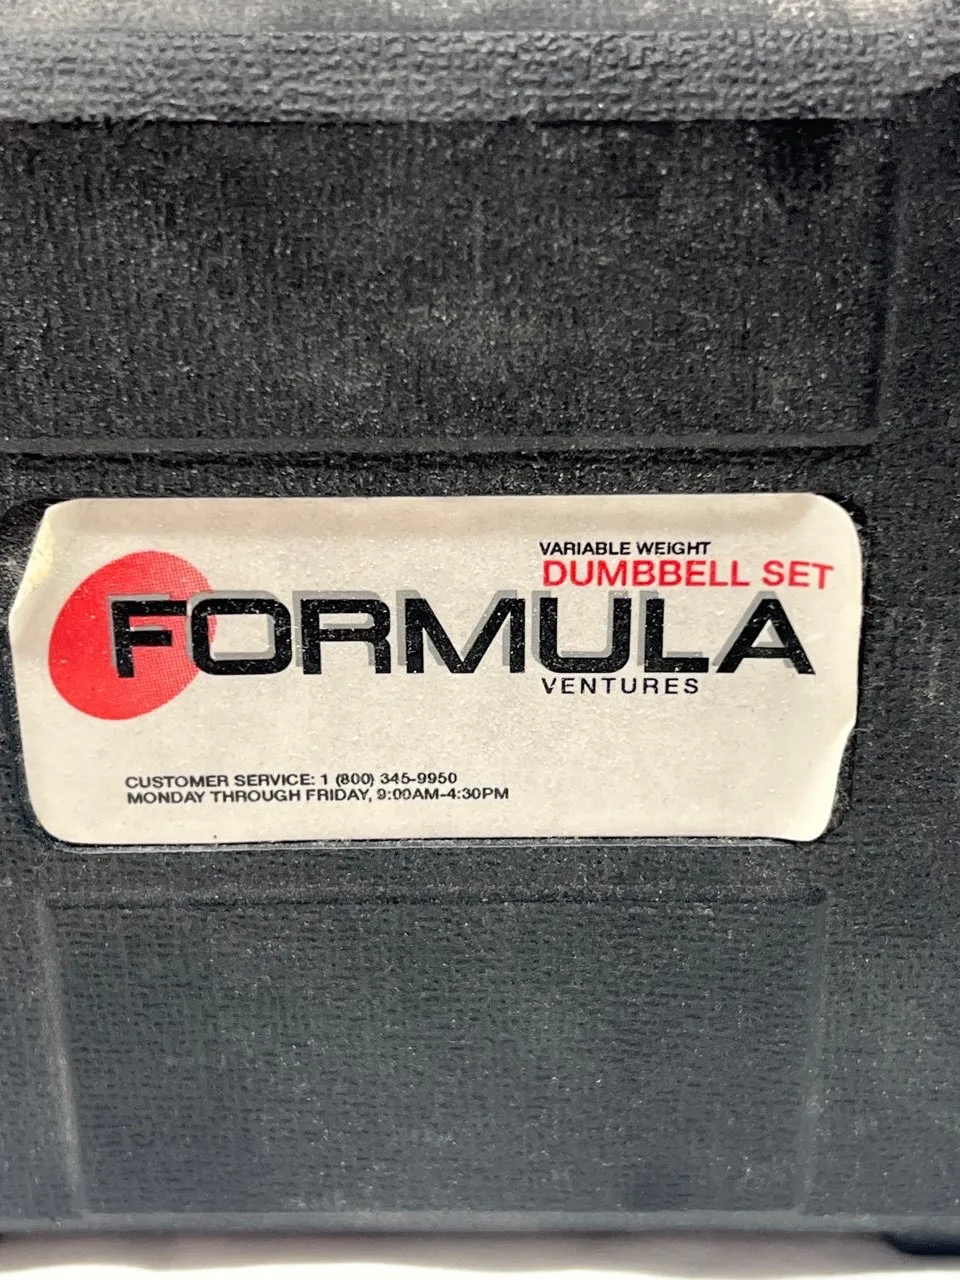 VARIABLE WEIGHT
DUMBBELL SET
FORMULA
VENTURES
CUSTOMER SERVICE: 1 (800) 345-9950
MONDAY THROUGH FRIDAY, 9:00AM-4:30PM